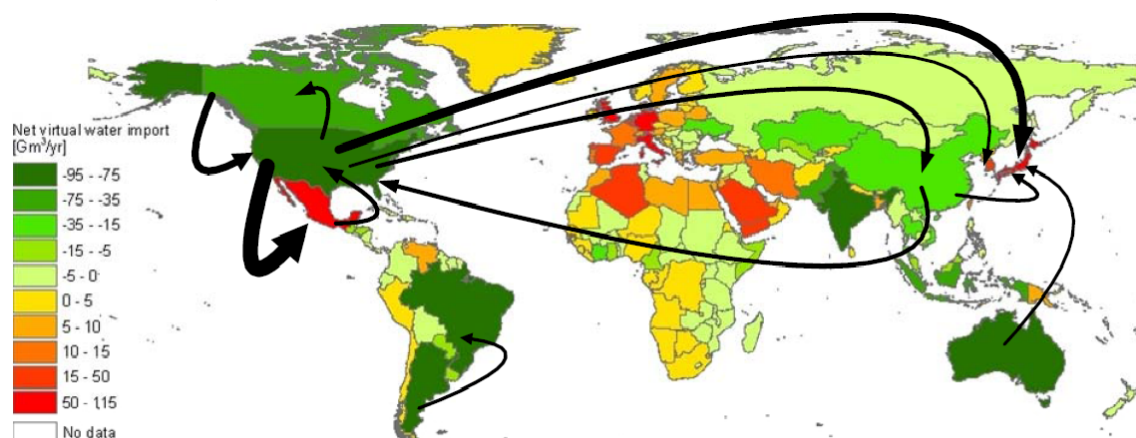 Net virtual water import
[Gm³/yr]
-95 - -75
-75 - -35
-35 - -15
-15 - -5
-5 - 0
0 - 5
5 - 10
10 - 15
15 - 50
50 - 115
No data